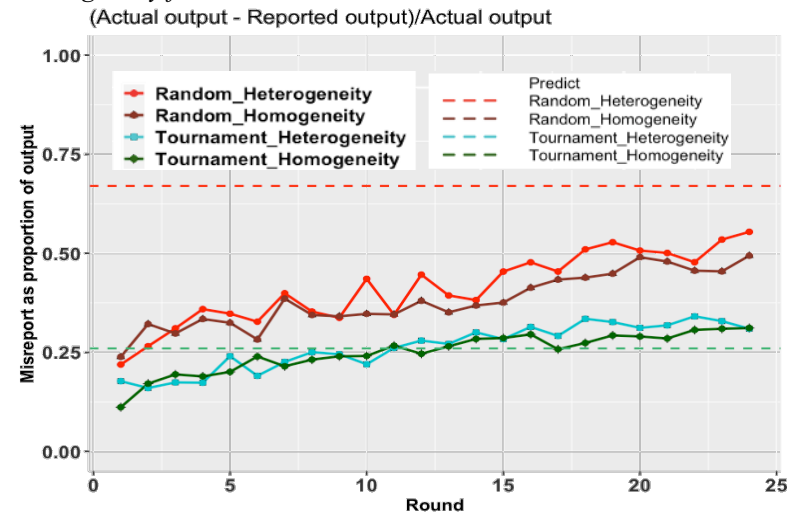 (Actual output - Reported output)/Actual output
Misreport as proportion of output
1.00
0.75
0.50
0.25
0.00
Random_Heterogeneity
Random_Homogeneity
Tournament_Heterogeneity
Tournament_Homogeneity
Predict
Random_Heterogeneity
Random_Homogeneity
Tournament_Heterogeneity
Tournament_Homogeneity
0 5 10 15 20 25
Round